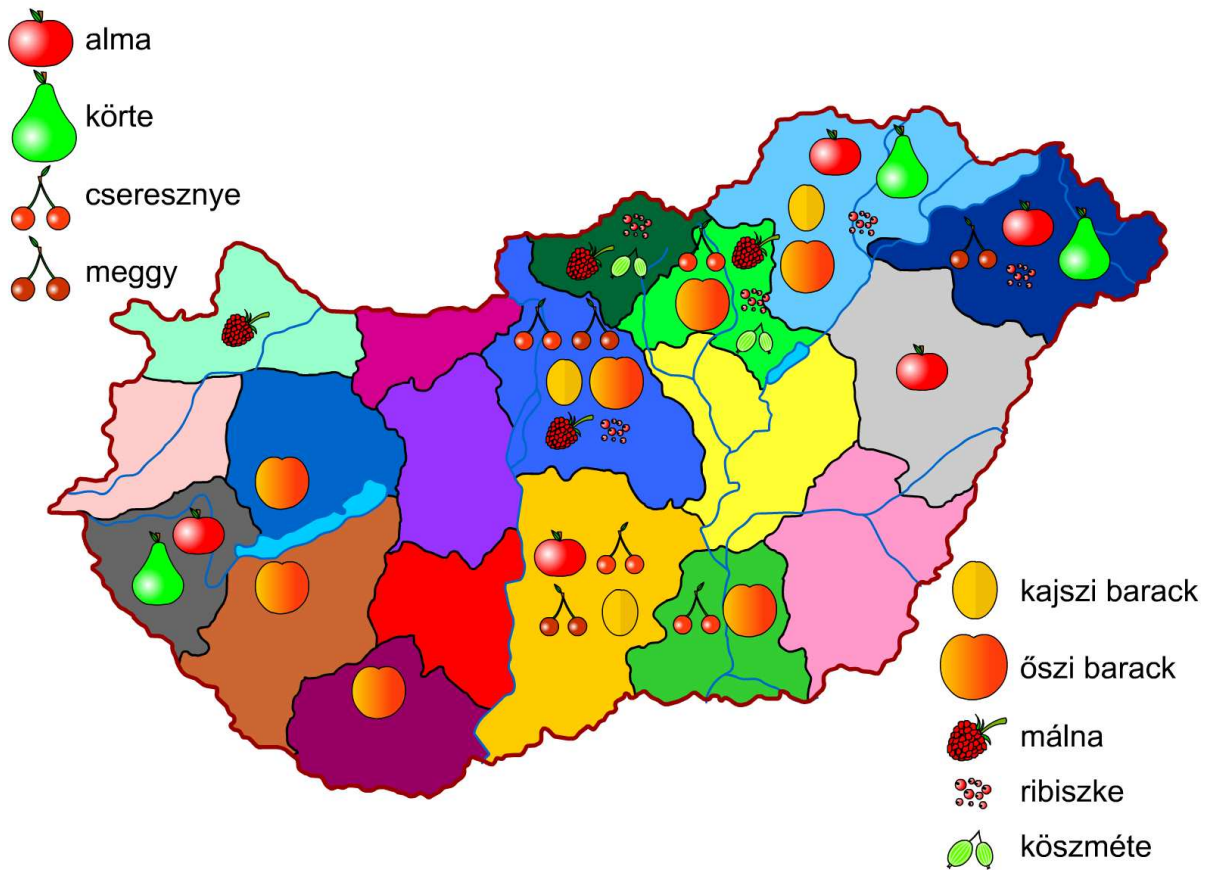 alma
körte
cseresznye
meggy
kajszi barack
őszi barack
málna
ribiszke
köszméte